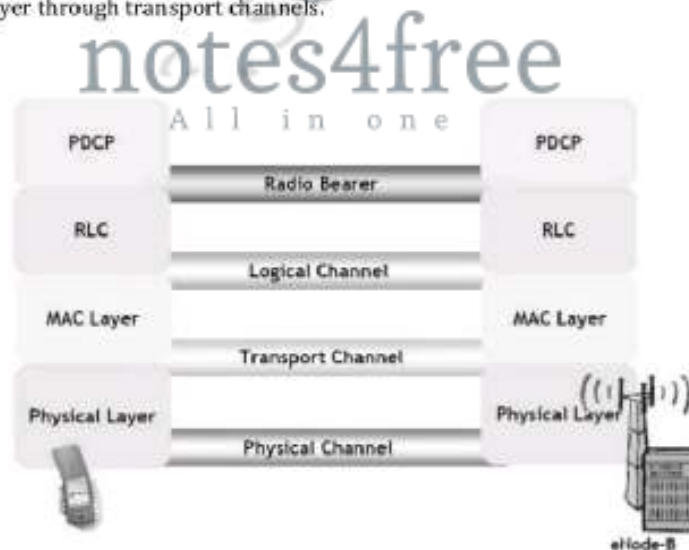 yer through transport channels.
notes4free
All in one
PDCP
PDCP
Radio Bearer
RLC
RLC
Logical Channel
MAC Layer
MAC Layer
Transport Channel
Physical Layer
Physical Layer
Physical Channel
eNode-B